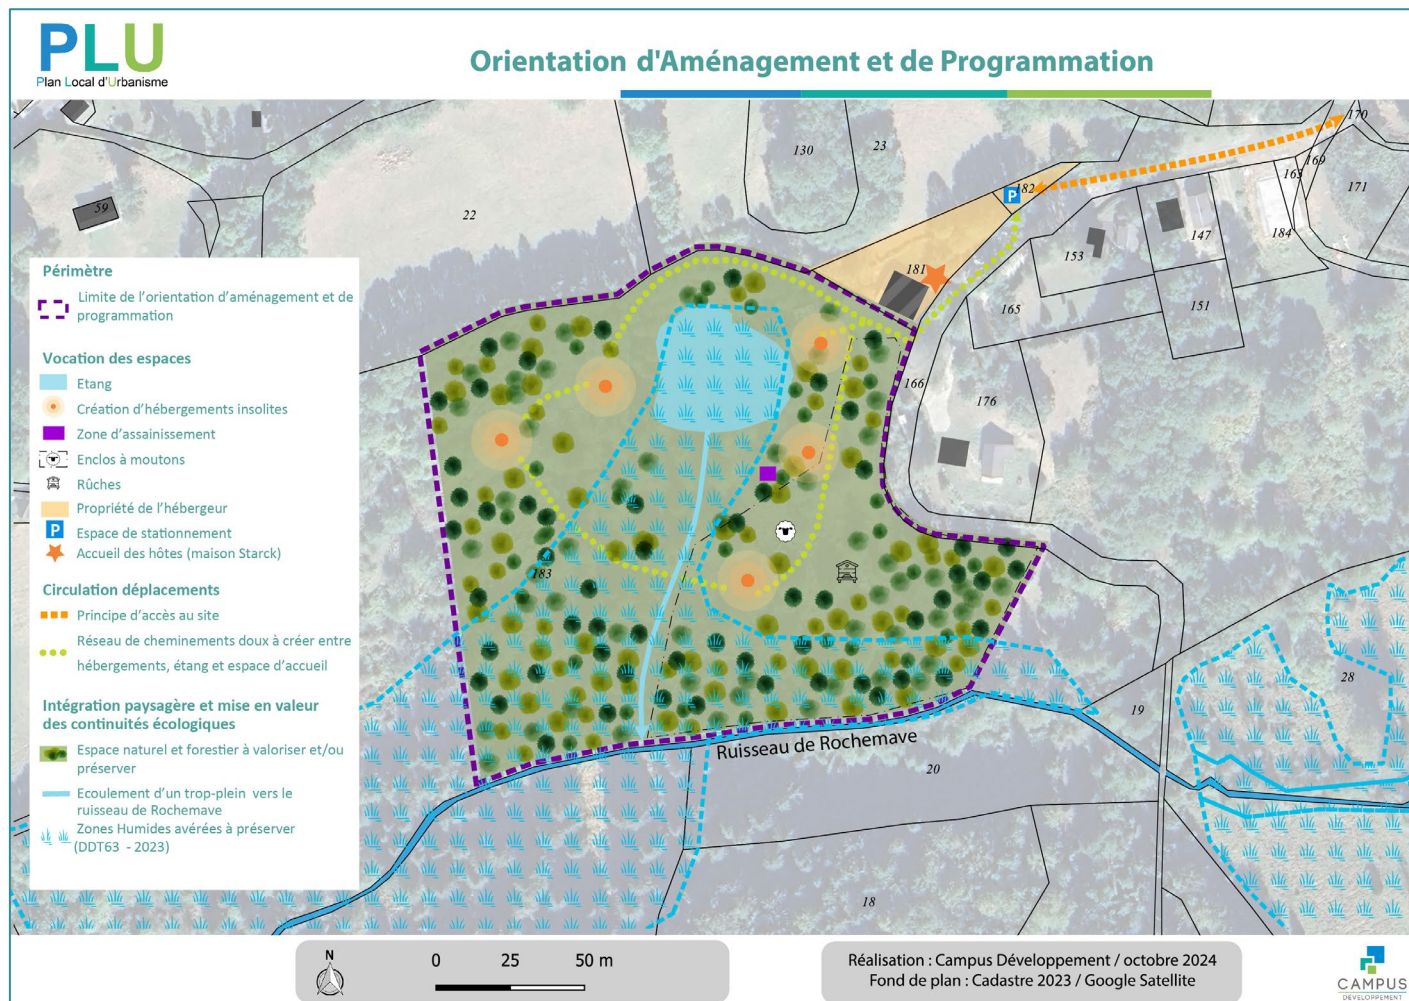 PLU
Plan Local d'Urbanisme
Orientation d'Aménagement et de Programmation
Périmètre
Limite de l'orientation d'aménagement et de
programmation
Vocation des espaces
Etang
Création d'hébergements insolites
Zone d'assainissement
Enclos à moutons
Rûches
Propriété de l'hébergeur
P
Espace de stationnement
Accueil des hôtes (maison Starck)
Circulation déplacements
Principe d'accès au site
Réseau de cheminements doux à créer entre
hébergements, étang et espace d'accueil
Intégration paysagère et mise en valeur
des continuités écologiques
Espace naturel et forestier à valoriser et/ou
préserver
Ecoulement d'un trop-plein vers le
ruisseau de Rochemave
Zones Humides avérées à préserver
(DDT63 - 2023)
59
22
130
23
170
169
163
171
182
P
181
153
147
184
165
151
166
176
183
28
19
Ruisseau de Rochemave
20
18
N
0 25 50 m
Réalisation : Campus Développement / octobre 2024
Fond de plan : Cadastre 2023 / Google Satellite
CAMPUS
DÉVELOPPEMENT